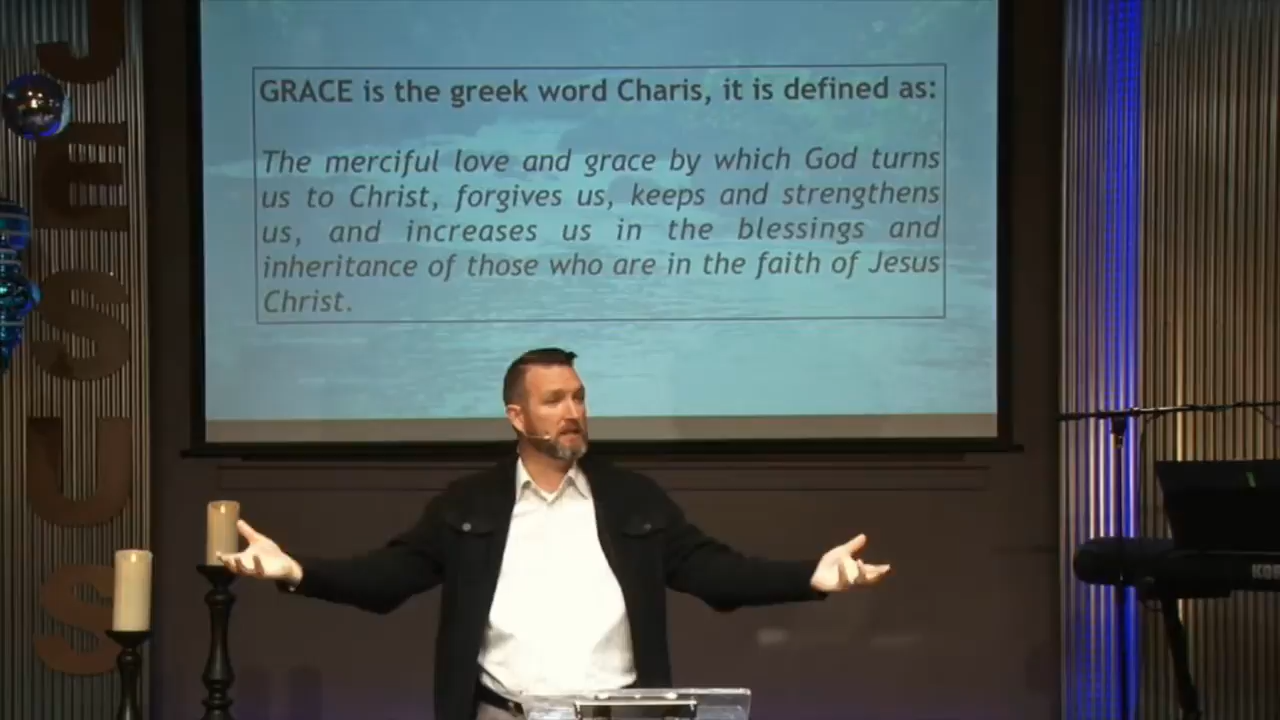 GRACE is the greek word Charis, it is defined as:
The merciful love and grace by which God turns
us to Christ, forgives us, keeps and strengthens
us, and increases us in the blessings and
inheritance of those who are in the faith of Jesus
Christ.
JESUS
KOR